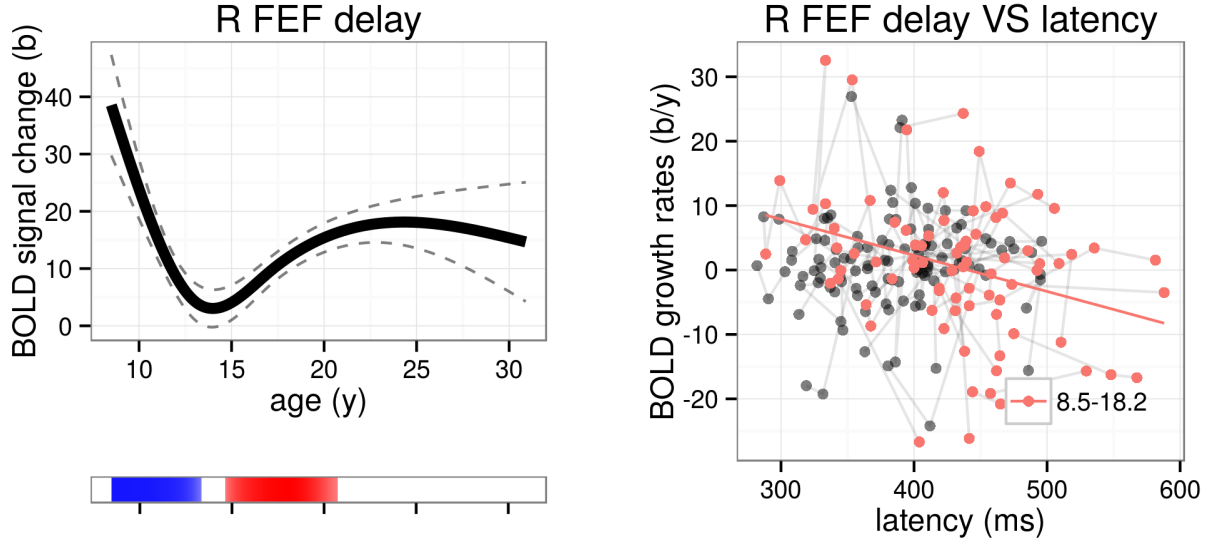 R FEF delay
BOLD signal change (b)
40
30
20
10
0
10 15 20 25 30
age (y)
R FEF delay VS latency
BOLD growth rates (b/y)
30
20
10
0
-10
-20
8.5-18.2
300 400 500 600
latency (ms)